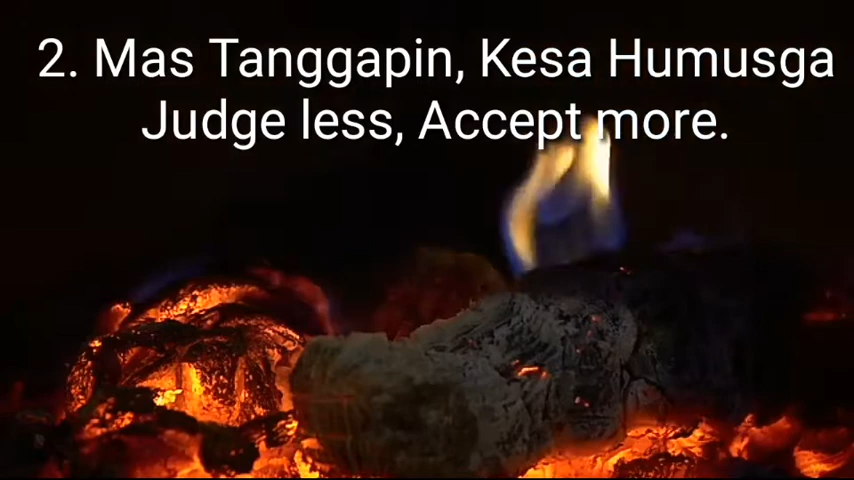 2. Mas Tanggapin, Kesa Humusga
Judge less, Accept more.